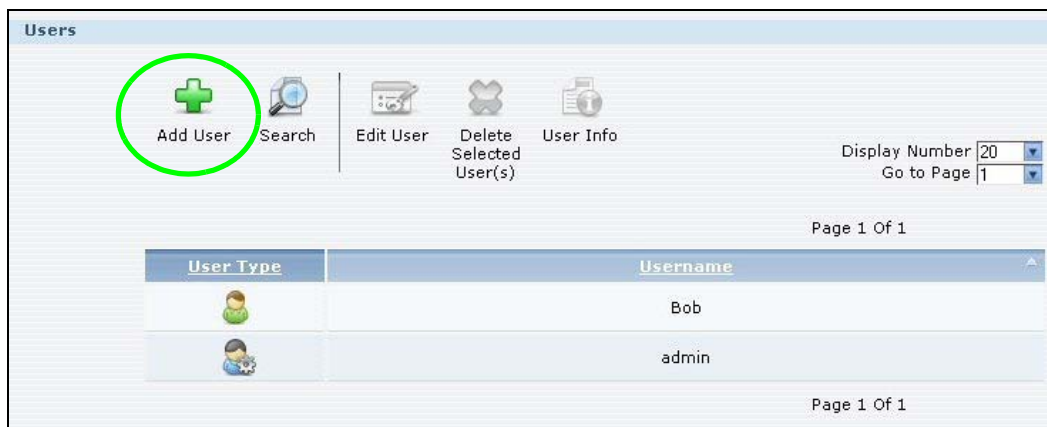 Users
Add User
Search
Edit User
Delete
Selected
User(s)
User Info
Display Number 20
Go to Page 1
Page 1 Of 1
User Type Username
Bob
admin
Page 1 Of 1